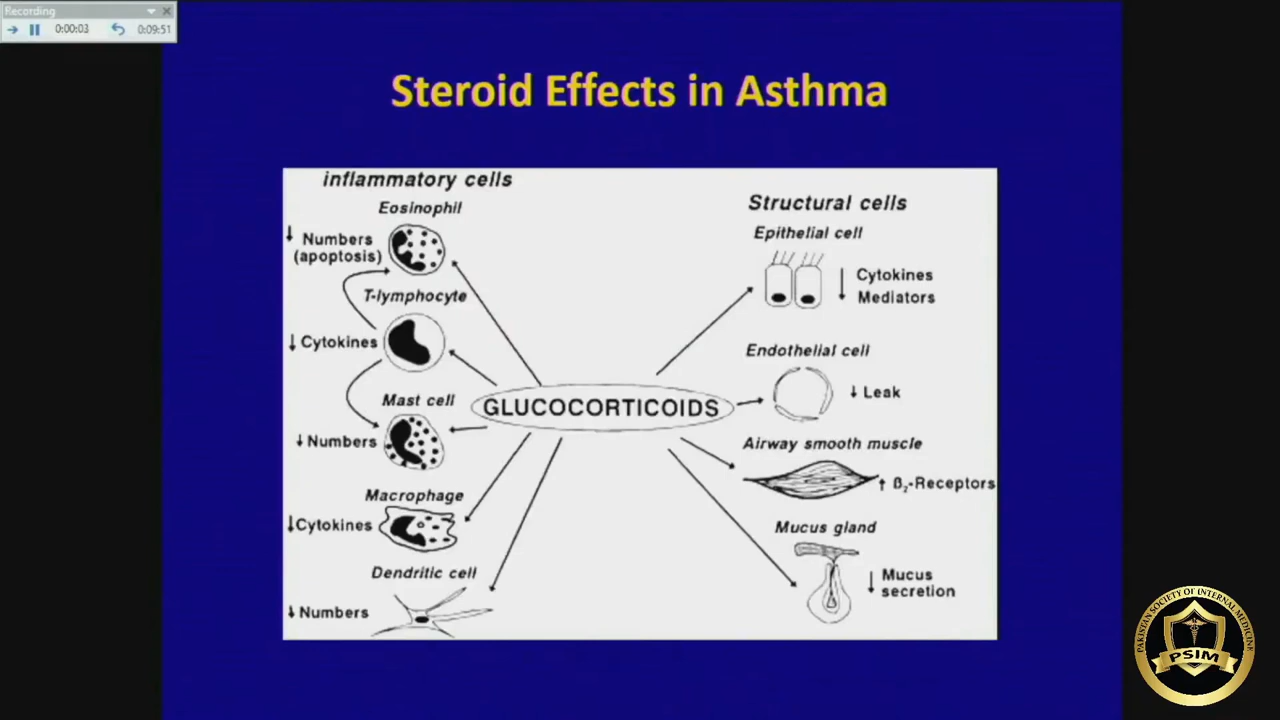 Recording
0:00:03
0:09:51
Steroid Effects in Asthma
inflammatory cells
Eosinophil
↓ Numbers
(apoptosis)
T-lymphocyte
↓ Cytokines
Mast cell
↓ Numbers
Macrophage
↓ Cytokines
Dendritic cell
↓ Numbers
GLUCOCORTICOIDS
Structural cells
Epithelial cell
↓ Cytokines
Mediators
Endothelial cell
↓ Leak
Airway smooth muscle
↑ ß₂-Receptors
Mucus gland
↓ Mucus
secretion
PAKISTAN SOCIETY OF INTERNAL MEDICINE
PSIM